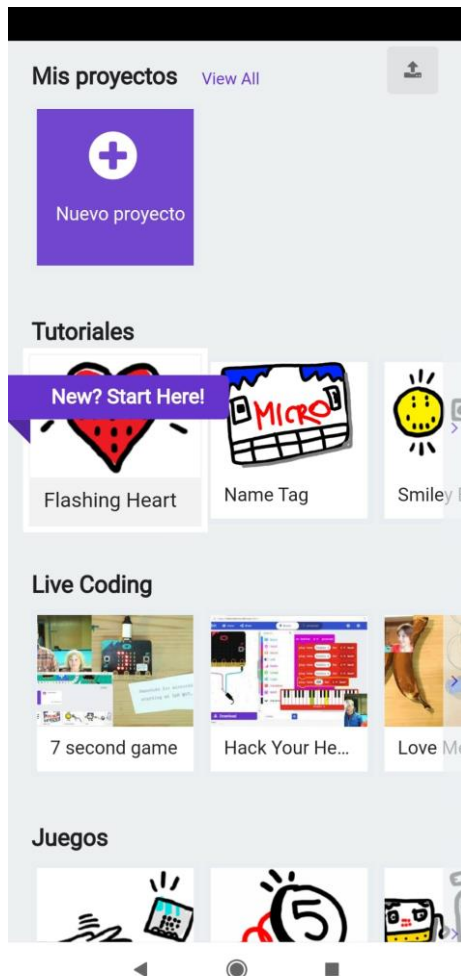 Mis proyectos View All
Nuevo proyecto
Tutoriales
New? Start Here!
MICRO
Flashing Heart
Name Tag
Smiley
Live Coding
7 second game
Hack Your He...
Love
Juegos
5